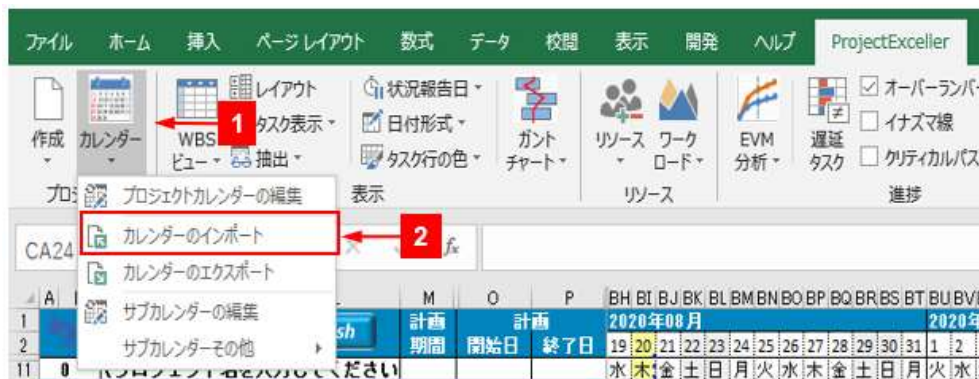 ファイル ホーム 挿入 ページ レイアウト 数式 データ 校閲 表示 開発 ヘルプ ProjectExceller
レイアウト 状況報告日 オーバーランバー
1 タスク表示 日付形式 イナズマ線
作成 カレンダー WBS ガント リソース ワーク EVM 遅延
ビュー 抽出 タスク行の色 チャート ロード 分析 タスク クリティカルパス
表示 リソース 進捗
プロジェクトカレンダーの編集
カレンダーのインポート 2
CA24 fx
カレンダーのエクスポート
サブカレンダーの編集
サブカレンダーその他
A M O P BH BI BJ BK BL BM BN BO BP BQ BR BS BT BU BV
1 sh 計画 計画 2020年08月 2020年
2 期間 開始日 終了日 19 20 21 22 23 24 25 26 27 28 29 30 31 1 2
11 0 水 木 金 土 日 月 火 水 木 金 土 日 月 火 水